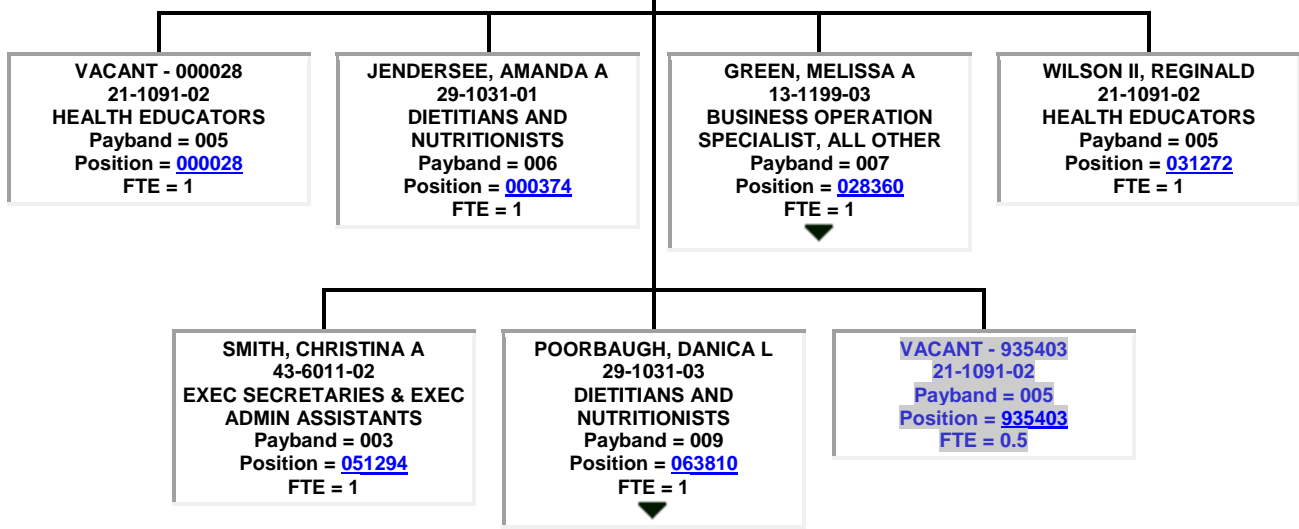 VACANT - 000028
21-1091-02
HEALTH EDUCATORS
Payband = 005
Position = 000028
FTE = 1
JENDERSEE, AMANDA A
29-1031-01
DIETITIANS AND
NUTRITIONISTS
Payband = 006
Position = 000374
FTE = 1
GREEN, MELISSA A
13-1199-03
BUSINESS OPERATION
SPECIALIST, ALL OTHER
Payband = 007
Position = 028360
FTE = 1
WILSON II, REGINALD
21-1091-02
HEALTH EDUCATORS
Payband = 005
Position = 031272
FTE = 1
SMITH, CHRISTINA A
43-6011-02
EXEC SECRETARIES & EXEC
ADMIN ASSISTANTS
Payband = 003
Position = 051294
FTE = 1
POORBAUGH, DANICA L
29-1031-03
DIETITIANS AND
NUTRITIONISTS
Payband = 009
Position = 063810
FTE = 1
VACANT - 935403
21-1091-02
Payband = 005
Position = 935403
FTE = 0.5